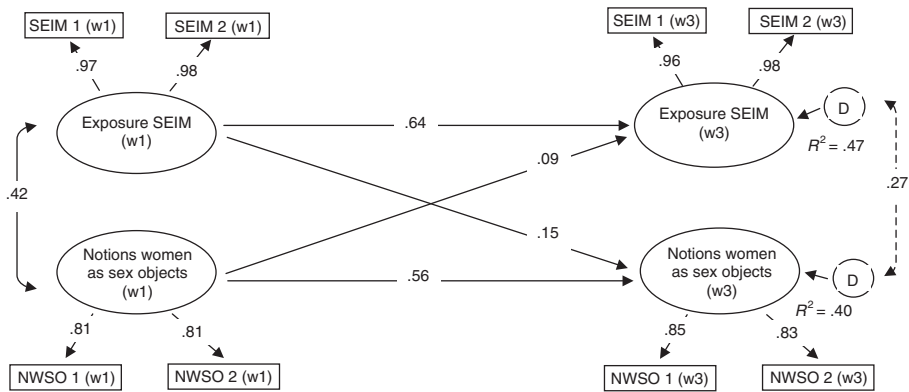 SEIM 1 (w1)
SEIM 2 (w1)
SEIM 1 (w3)
SEIM 2 (w3)
.97
.98
.96
.98
Exposure SEIM
(w1)
.64
Exposure SEIM
(w3)
D
R² = .47
.09
.42
.27
.15
Notions women
as sex objects
(w1)
.56
Notions women
as sex objects
(w3)
D
R² = .40
.81
.81
.85
.83
NWSO 1 (w1)
NWSO 2 (w1)
NWSO 1 (w3)
NWSO 2 (w3)